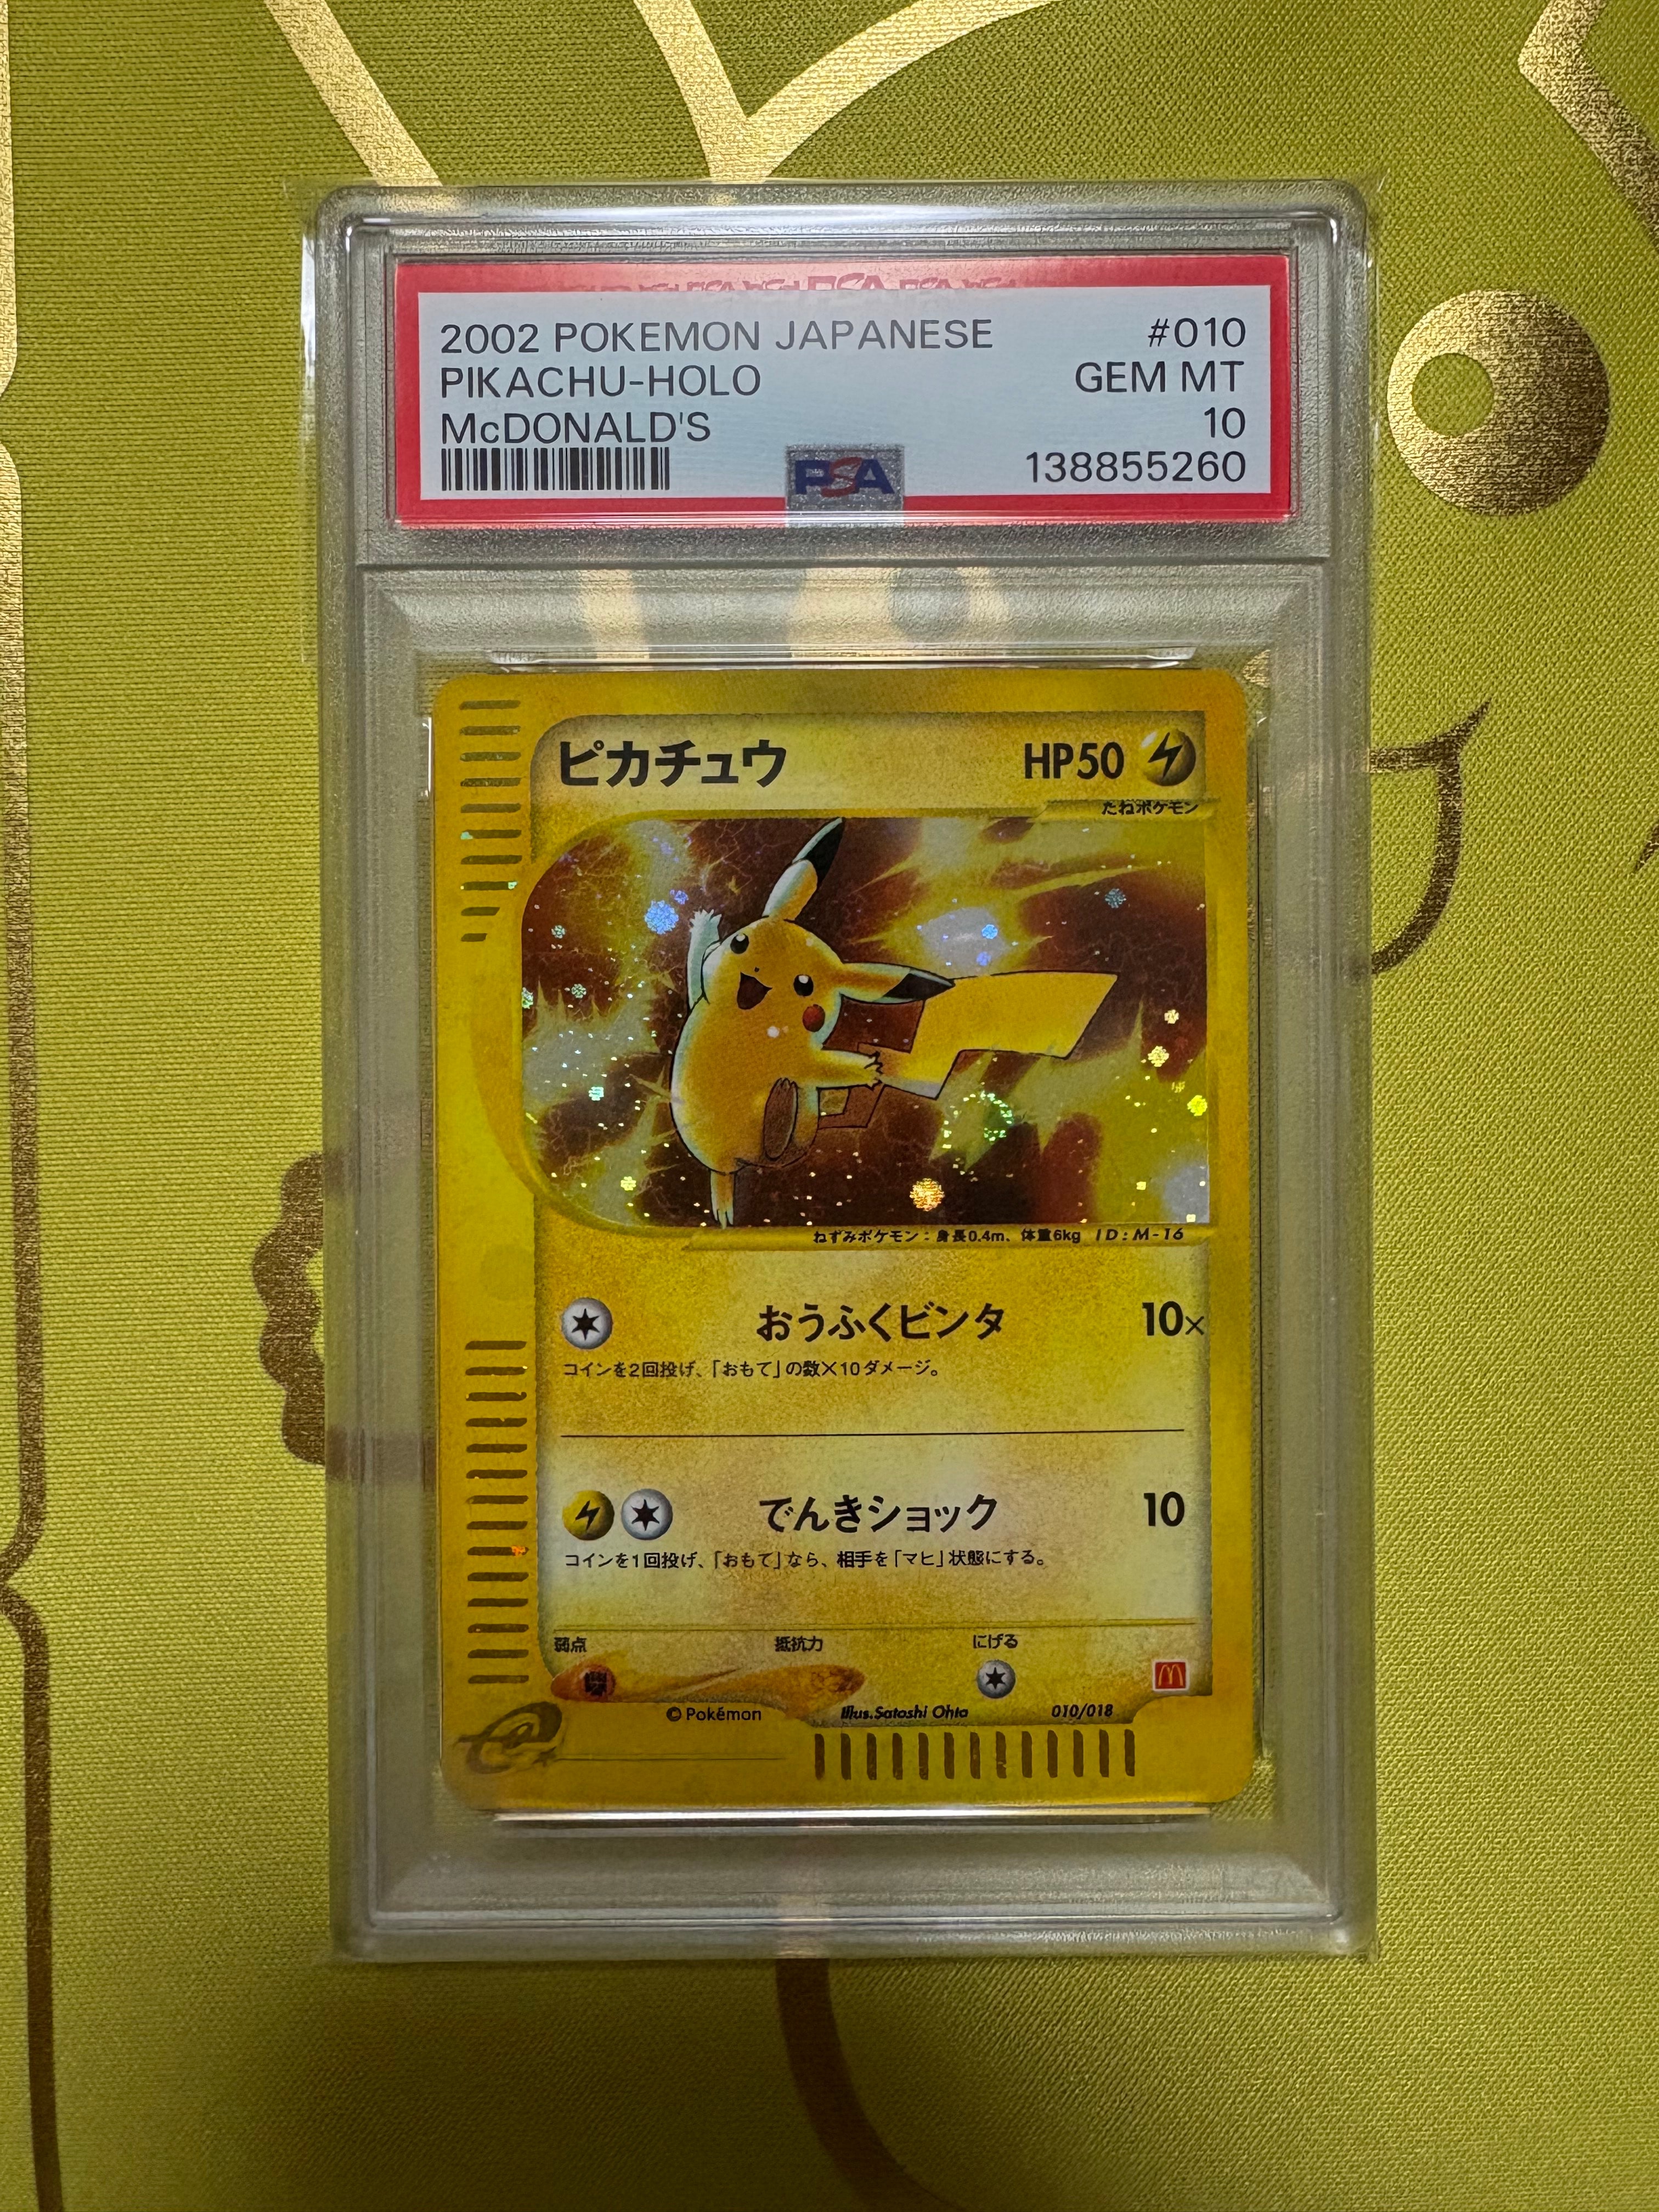 2002 POKEMON JAPANESE #010
PIKACHU-HOLO GEM MT
McDONALD'S 10
138855260
PSA
ピカチュウ HP50
たねポケモン
ねずみポケモン：身長0.4m、体重6kg ID:M-16
おうふくビンタ 10×
コインを2回投げ、「おもて」の数×10ダメージ。
でんきショック 10
コインを1回投げ、「おもて」なら、相手を「マヒ」状態にする。
弱点 抵抗力 にげる
©Pokémon Illus.Satoshi Ohta 010/018
e